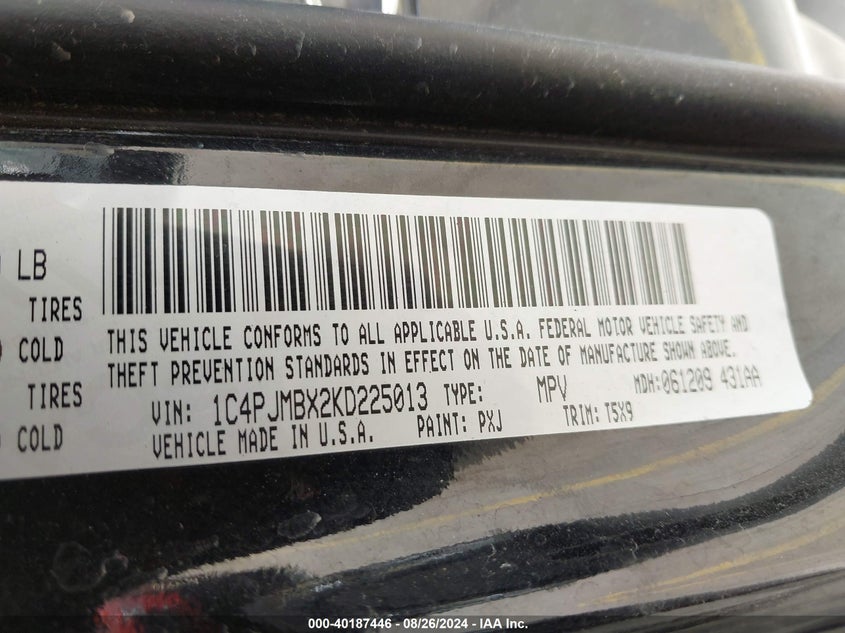 LB
TIRES
COLD
TIRES
COLD
THIS VEHICLE CONFORMS TO ALL APPLICABLE U.S.A. FEDERAL MOTOR VEHICLE SAFETY AND
THEFT PREVENTION STANDARDS IN EFFECT ON THE DATE OF MANUFACTURE SHOWN ABOVE.
VIN: 1C4PJMBX2KD225013 TYPE: MPV MDH:061209 431AA
VEHICLE MADE IN U.S.A. PAINT: PXJ TRIM: T5X9
000-40187446 - 08/26/2024 - IAA Inc.